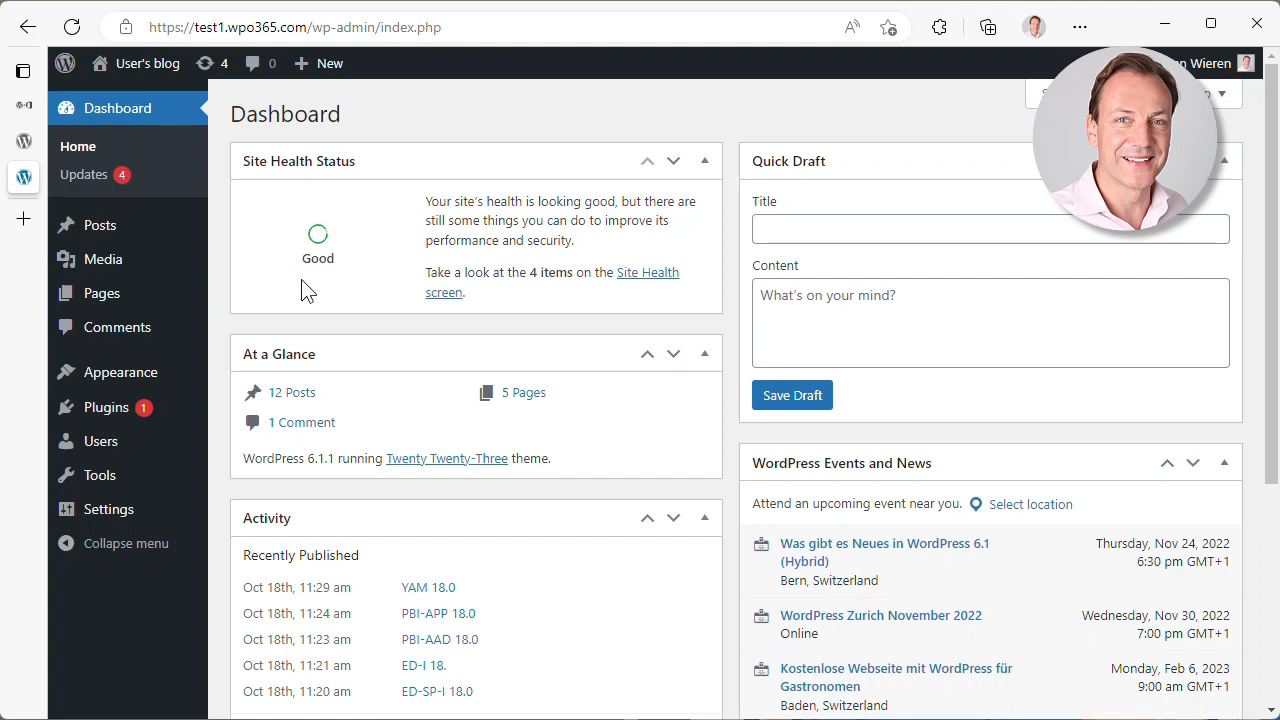 https://test1.wpo365.com/wp-admin/index.php
User's blog 4 0 New
Wieren
Dashboard
Home
Updates 4
Posts
Media
Pages
Comments
Appearance
Plugins 1
Users
Tools
Settings
Collapse menu
Dashboard
Site Health Status
Good
Your site's health is looking good, but there are
still some things you can do to improve its
performance and security.
Take a look at the 4 items on the Site Health
screen.
At a Glance
12 Posts
5 Pages
1 Comment
WordPress 6.1.1 running Twenty Twenty-Three theme.
Activity
Recently Published
Oct 18th, 11:29 am YAM 18.0
Oct 18th, 11:24 am PBI-APP 18.0
Oct 18th, 11:23 am PBI-AAD 18.0
Oct 18th, 11:21 am ED-I 18.
Oct 18th, 11:20 am ED-SP-I 18.0
Quick Draft
Title
Content
What's on your mind?
Save Draft
WordPress Events and News
Attend an upcoming event near you. Select location
Was gibt es Neues in WordPress 6.1
(Hybrid)
Bern, Switzerland
Thursday, Nov 24, 2022
6:30 pm GMT+1
WordPress Zurich November 2022
Online
Wednesday, Nov 30, 2022
7:00 pm GMT+1
Kostenlose Webseite mit WordPress für
Gastronomen
Baden, Switzerland
Monday, Feb 6, 2023
9:00 am GMT+1